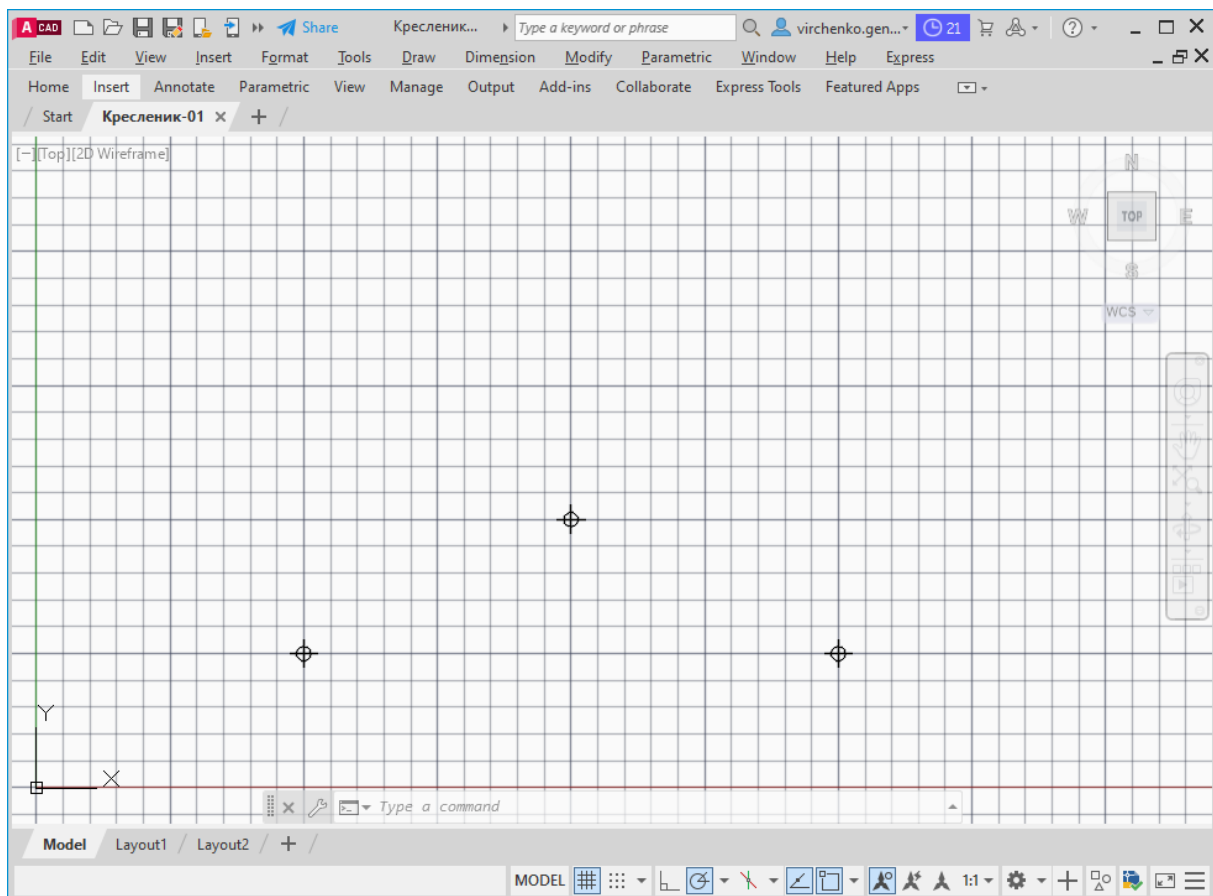 A CAD Share Кресленик... Type a keyword or phrase virchenko.gen... 21
File Edit View Insert Format Tools Draw Dimension Modify Parametric Window Help Express
Home Insert Annotate Parametric View Manage Output Add-ins Collaborate Express Tools Featured Apps
Start Кресленик-01
[−][Top][2D Wireframe]
N
W TOP E
S
WCS
Y
X
Type a command
Model Layout1 Layout2
MODEL 1:1